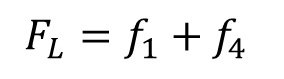 F_L = f_1 + f_4